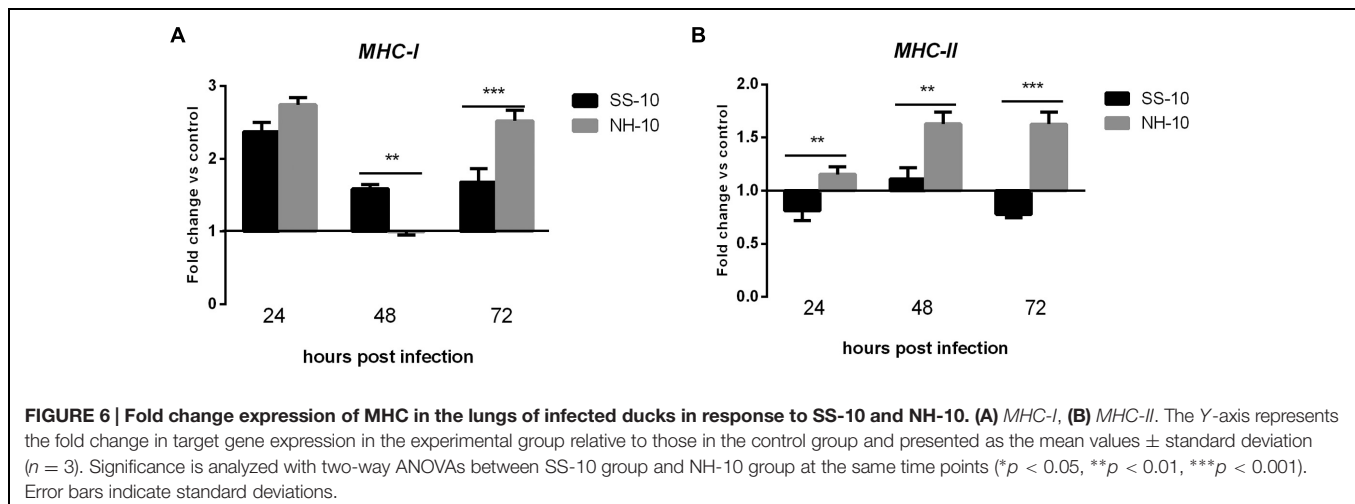 A
MHC-I
Fold change vs control
3
2
1
0
**
***
SS-10
NH-10
24 48 72
hours post infection
B
MHC-II
Fold change vs control
2.0
1.5
1.0
0.5
0.0
**
**
***
SS-10
NH-10
24 48 72
hours post infection
FIGURE 6 | Fold change expression of MHC in the lungs of infected ducks in response to SS-10 and NH-10. (A) MHC-I, (B) MHC-II. The Y-axis represents
the fold change in target gene expression in the experimental group relative to those in the control group and presented as the mean values ± standard deviation
(n = 3). Significance is analyzed with two-way ANOVAs between SS-10 group and NH-10 group at the same time points (*p < 0.05, **p < 0.01, ***p < 0.001).
Error bars indicate standard deviations.